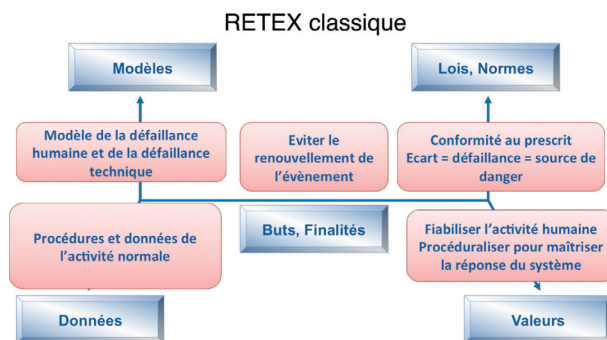 RETEX classique
Modèles
Lois, Normes
Modèle de la défaillance
humaine et de la défaillance
technique
Eviter le
renouvellement de
l'évènement
Conformité au prescrit
Ecart = défaillance = source de
danger
Procédures et données de
l'activité normale
Buts, Finalités
Fiabiliser l'activité humaine
Procéduraliser pour maîtriser
la réponse du système
Données
Valeurs